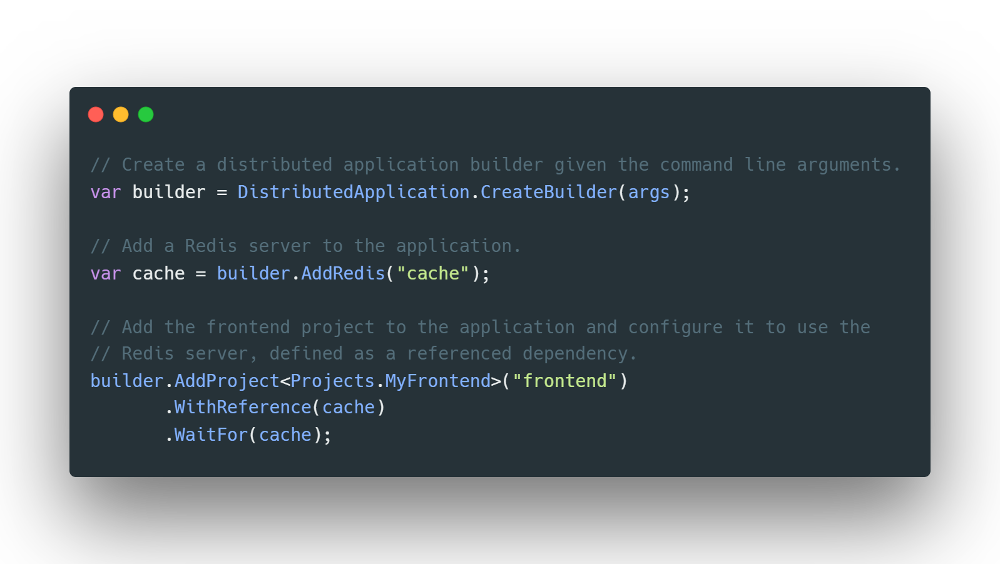 // Create a distributed application builder given the command line arguments.
var builder = DistributedApplication.CreateBuilder(args);

// Add a Redis server to the application.
var cache = builder.AddRedis("cache");

// Add the frontend project to the application and configure it to use the
// Redis server, defined as a referenced dependency.
builder.AddProject<Projects.MyFrontend>("frontend")
       .WithReference(cache)
       .WaitFor(cache);